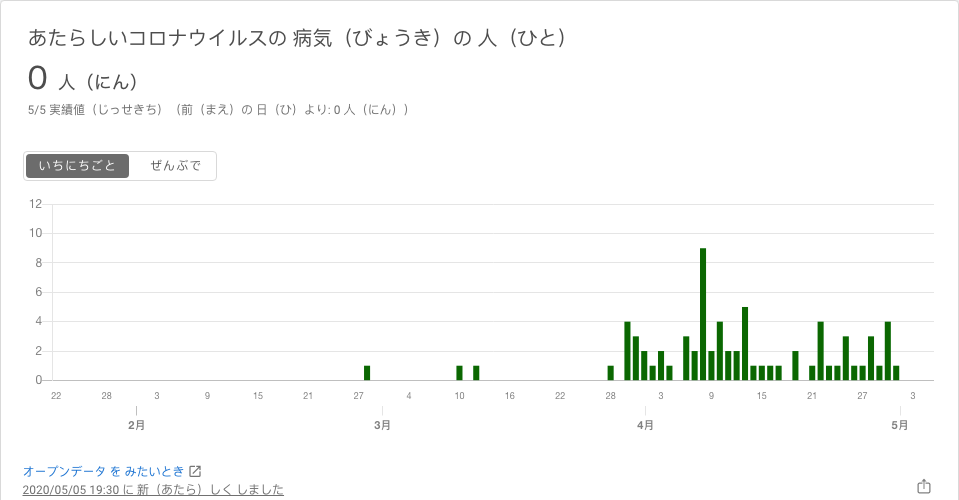 あたらしいコロナウイルスの 病気（びょうき）の 人（ひと）
0 人（にん）
5/5 実績値（じっせきち）（前（まえ）の 日（ひ）より: 0 人（にん））
いちにちごと ぜんぶで
12
10
8
6
4
2
0
22 28 3 9 15 21 27 4 10 16 22 28 3 9 15 21 27 3
2月 3月 4月 5月
オープンデータ を みたいとき
2020/05/05 19:30 に 新（あたら）しく しました